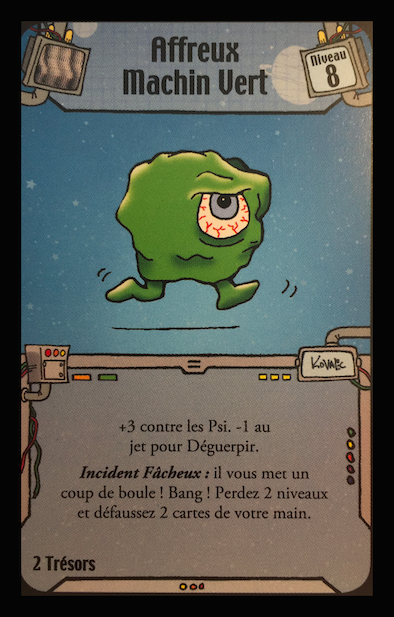 Affreux
Machin Vert
Niveau
8
KOVALIC
+3 contre les Psi. -1 au
jet pour Déguerpir.
Incident Fâcheux : il vous met un
coup de boule ! Bang ! Perdez 2 niveaux
et défaussez 2 cartes de votre main.
2 Trésors